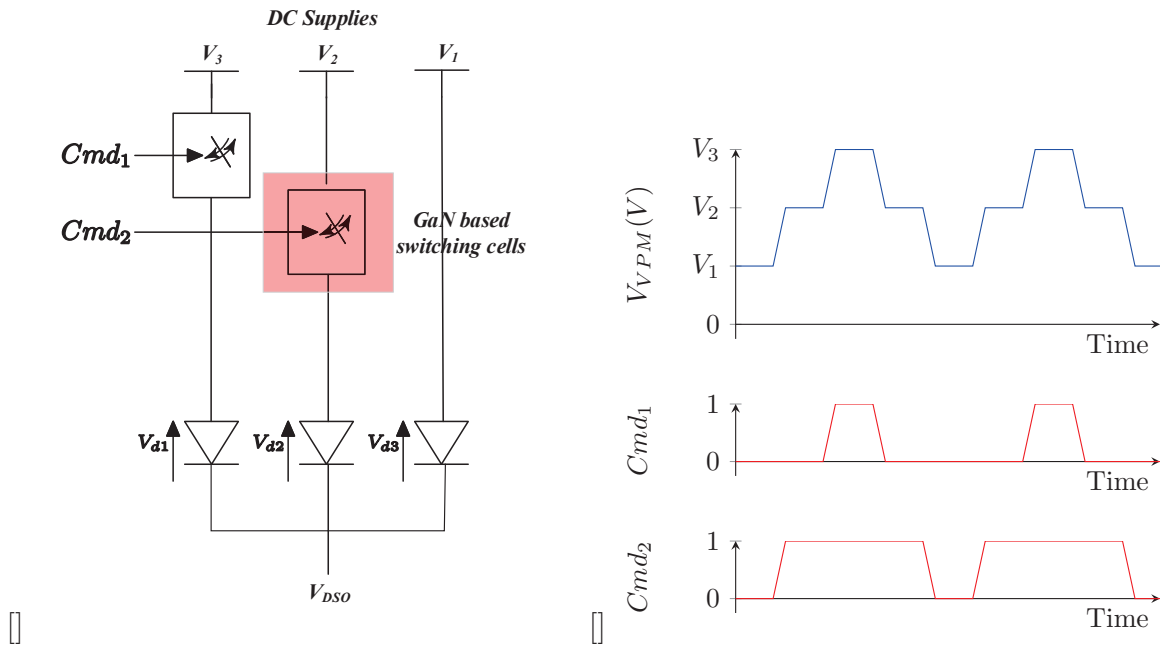 DC Supplies
V3 V2 V1
Cmd1
Cmd2
GaN based
switching cells
Vd1 Vd2 Vd3
VDSO
[]
VVPM(V)
V3
V2
V1
0
Time
Cmd1
1
0
Cmd2
1
0
Time
[]